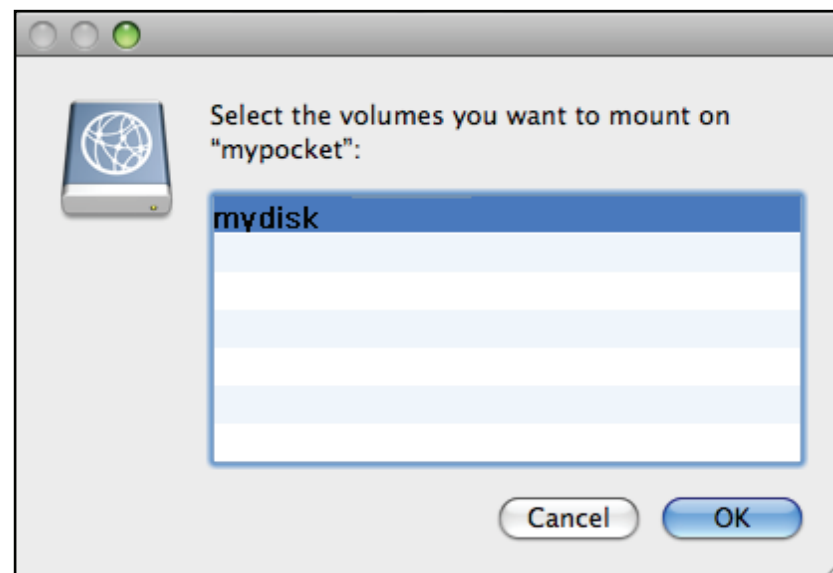 Select the volumes you want to mount on
“mypocket”:
mydisk
Cancel
OK